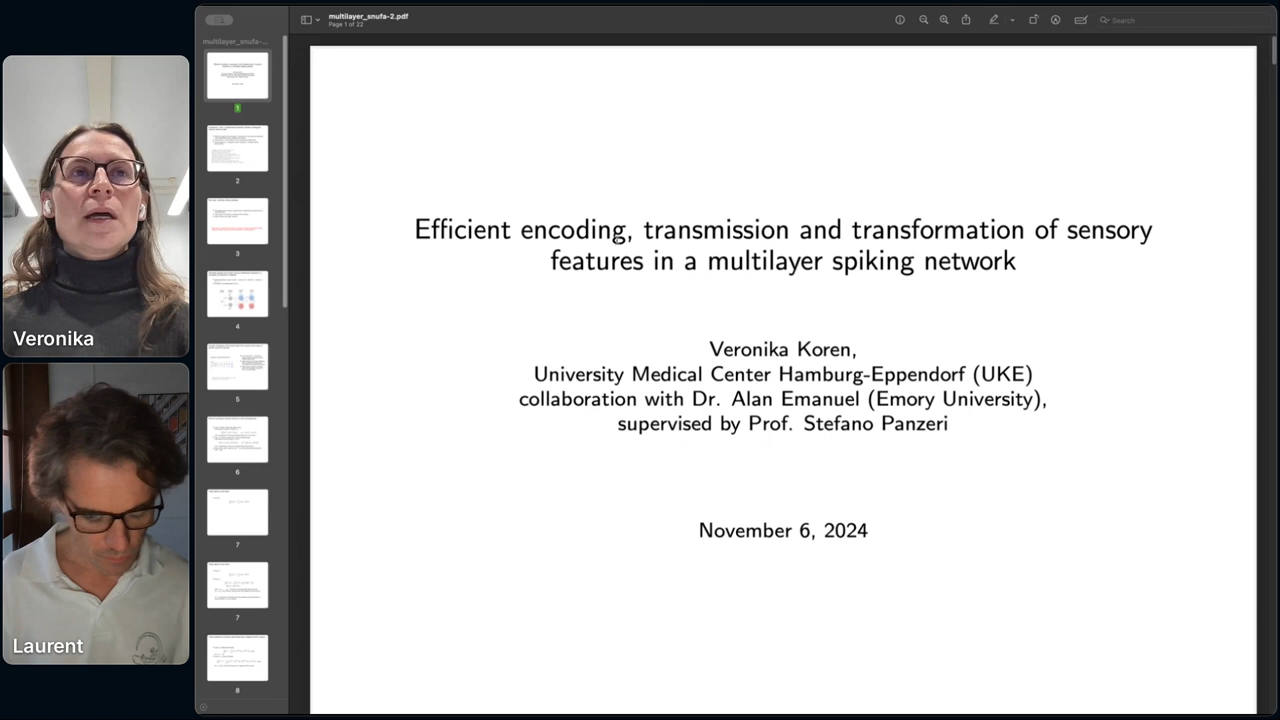 multilayer_snufa-2.pdf
Page 1 of 22
Search
multilayer_snufa-...
1
2
3
4
5
6
7
7
8
Efficient encoding, transmission and transformation of sensory
features in a multilayer spiking network
Veronika Koren,
University Medical Center Hamburg-Eppendorf (UKE)
collaboration with Dr. Alan Emanuel (Emory University),
supervised by Prof. Stefano Panzeri
November 6, 2024
Veronika
Laurent